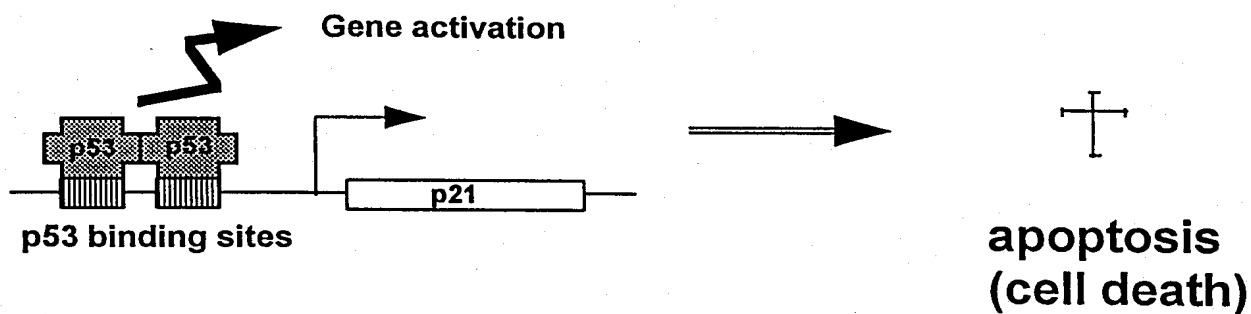 Gene activation
p53 p53
p21
p53 binding sites
apoptosis
(cell death)